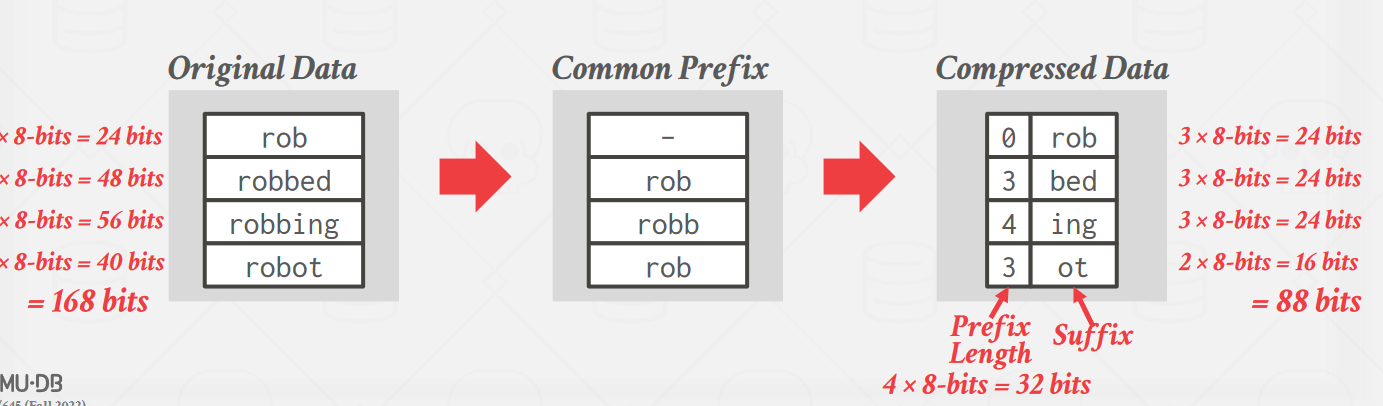 Original Data
Common Prefix
Compressed Data
× 8-bits = 24 bits
rob
-
0 rob
3 × 8-bits = 24 bits
× 8-bits = 48 bits
robbed
rob
3 bed
3 × 8-bits = 24 bits
× 8-bits = 56 bits
robbing
robb
4 ing
3 × 8-bits = 24 bits
× 8-bits = 40 bits
robot
rob
3 ot
2 × 8-bits = 16 bits
= 168 bits
= 88 bits
Prefix
Length
Suffix
4 × 8-bits = 32 bits
MU·DB
/645 (Fall 2022)